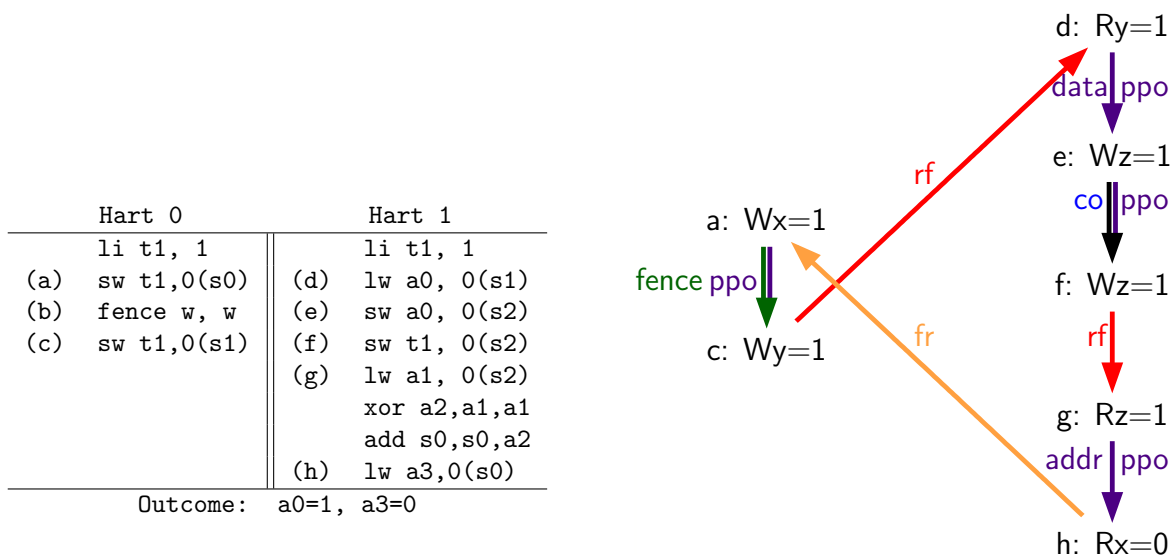 Hart 0 Hart 1
li t1, 1 li t1, 1
(a) sw t1,0(s0) (d) lw a0, 0(s1)
(b) fence w, w (e) sw a0, 0(s2)
(c) sw t1,0(s1) (f) sw t1, 0(s2)
(g) lw a1, 0(s2)
xor a2,a1,a1
add s0,s0,a2
(h) lw a3,0(s0)
Outcome: a0=1, a3=0
d: Ry=1
data ppo
e: Wz=1
rf
co ppo
a: Wx=1
fence ppo
f: Wz=1
fr
rf
c: Wy=1
g: Rz=1
addr ppo
h: Rx=0